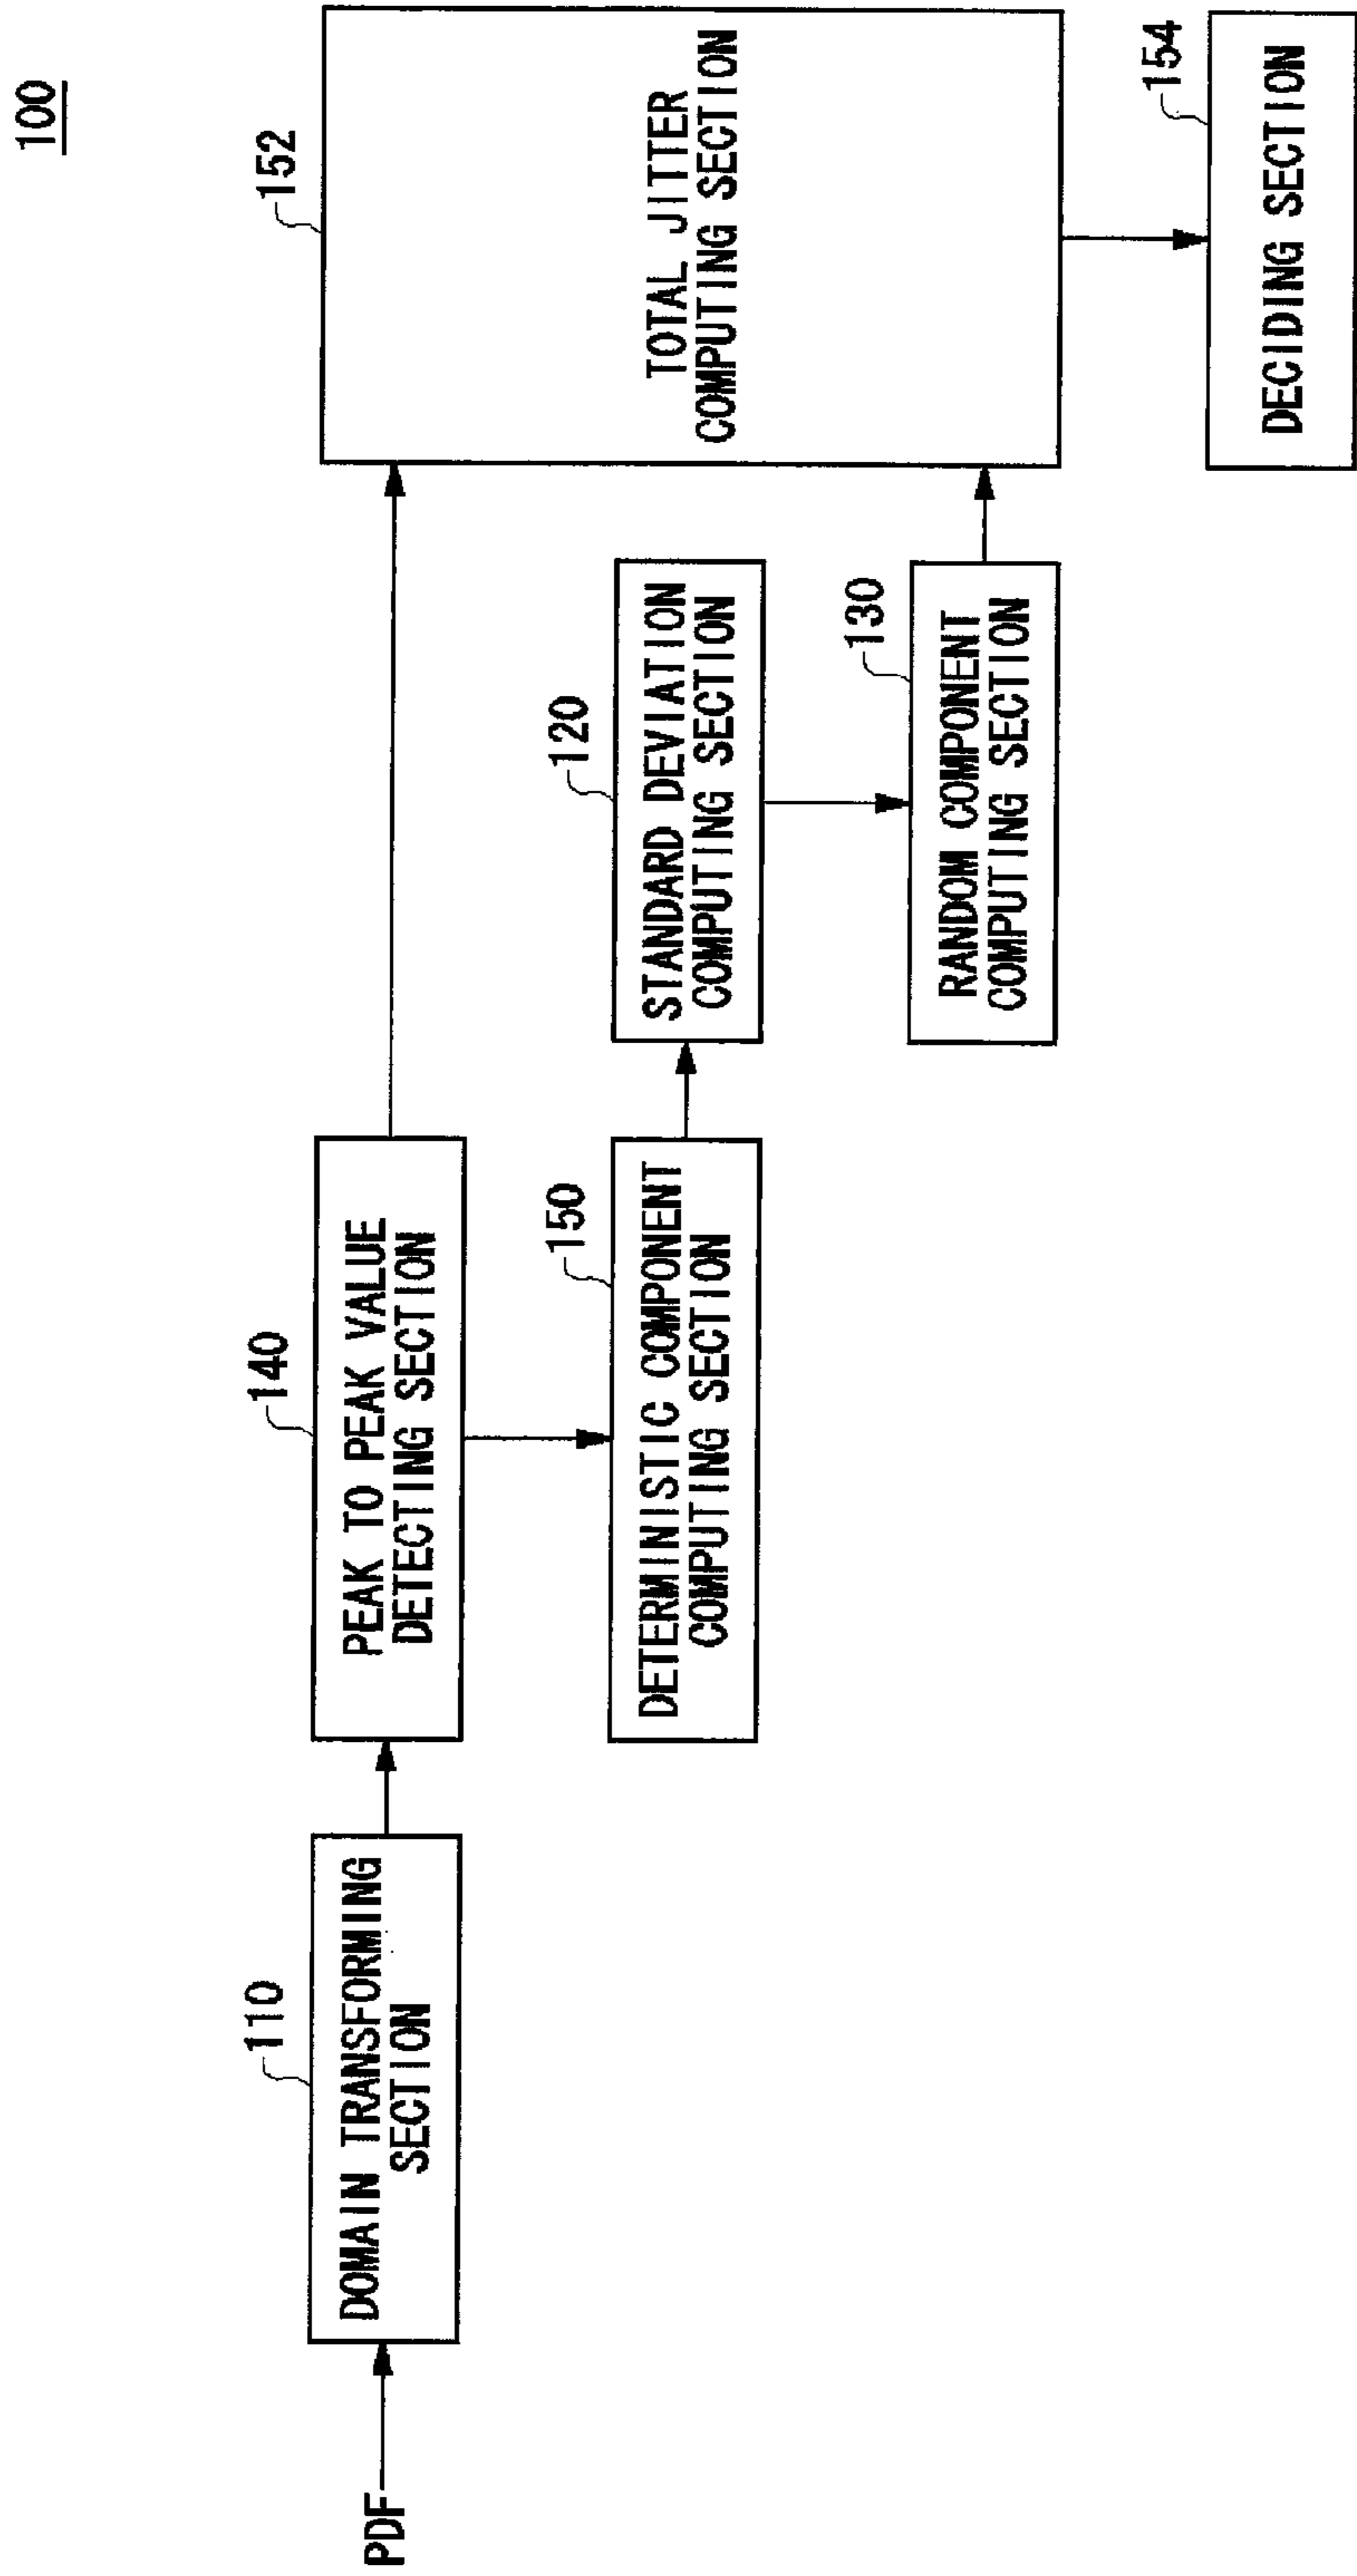 100
152
TOTAL JITTER
COMPUTING SECTION
154
DECIDING SECTION
120
STANDARD DEVIATION
COMPUTING SECTION
130
RANDOM COMPONENT
COMPUTING SECTION
140
PEAK TO PEAK VALUE
DETECTING SECTION
150
DETERMINISTIC COMPONENT
COMPUTING SECTION
110
DOMAIN TRANSFORMING
SECTION
PDF